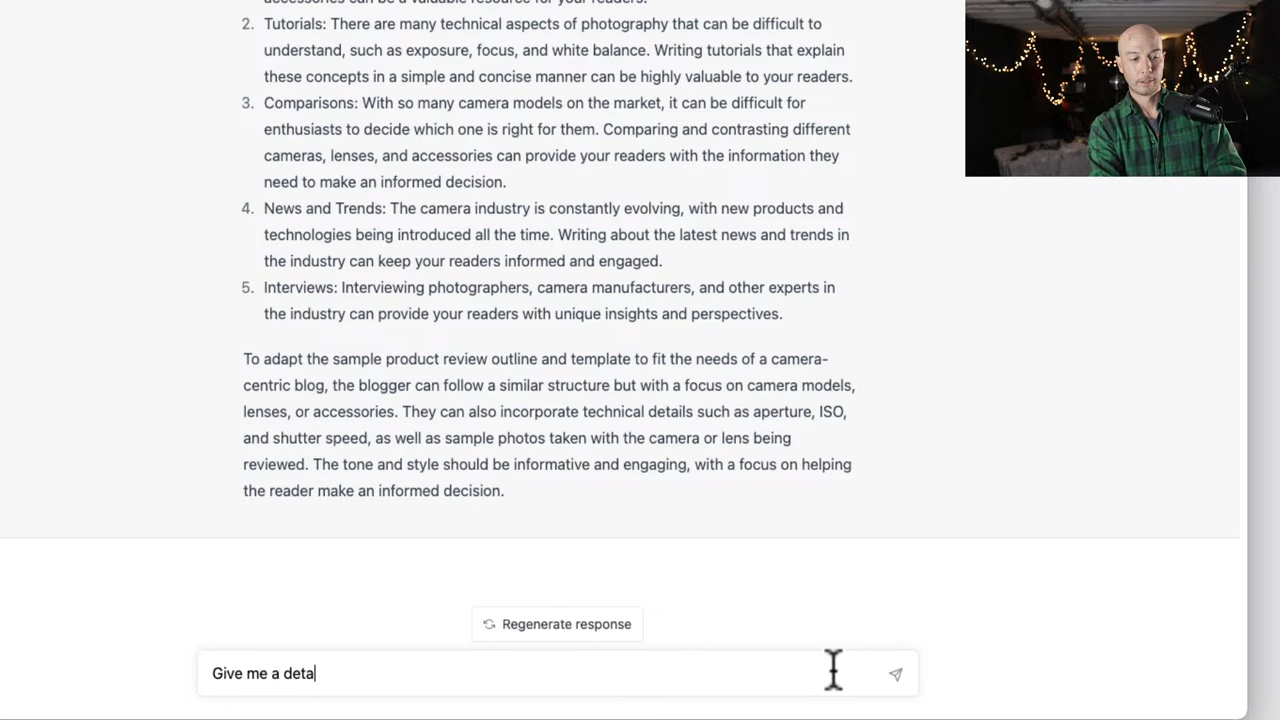 2. Tutorials: There are many technical aspects of photography that can be difficult to
understand, such as exposure, focus, and white balance. Writing tutorials that explain
these concepts in a simple and concise manner can be highly valuable to your readers.
3. Comparisons: With so many camera models on the market, it can be difficult for
enthusiasts to decide which one is right for them. Comparing and contrasting different
cameras, lenses, and accessories can provide your readers with the information they
need to make an informed decision.
4. News and Trends: The camera industry is constantly evolving, with new products and
technologies being introduced all the time. Writing about the latest news and trends in
the industry can keep your readers informed and engaged.
5. Interviews: Interviewing photographers, camera manufacturers, and other experts in
the industry can provide your readers with unique insights and perspectives.
To adapt the sample product review outline and template to fit the needs of a camera-
centric blog, the blogger can follow a similar structure but with a focus on camera models,
lenses, or accessories. They can also incorporate technical details such as aperture, ISO,
and shutter speed, as well as sample photos taken with the camera or lens being
reviewed. The tone and style should be informative and engaging, with a focus on helping
the reader make an informed decision.
Regenerate response
Give me a deta